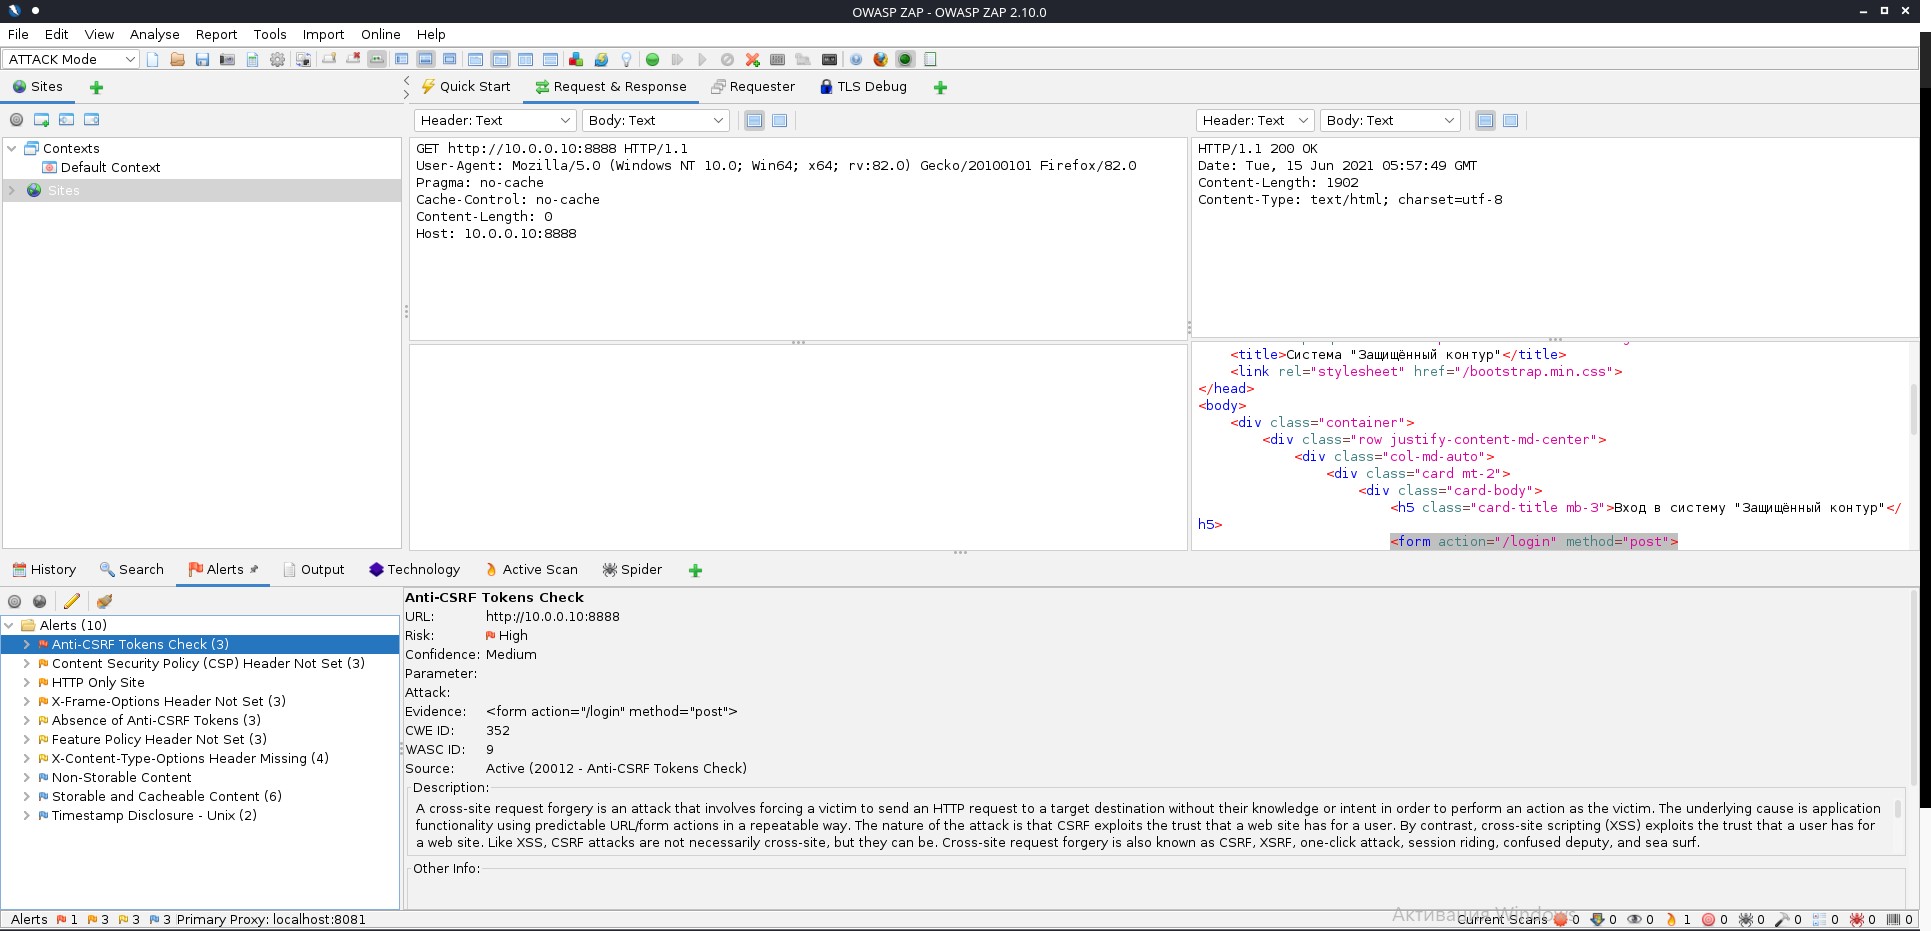 OWASP ZAP - OWASP ZAP 2.10.0
File Edit View Analyse Report Tools Import Online Help
ATTACK Mode
Sites
Quick Start
Request & Response
Requester
TLS Debug
Header: Text
Body: Text
Header: Text
Body: Text
Contexts
Default Context
Sites
GET http://10.0.0.10:8888 HTTP/1.1
User-Agent: Mozilla/5.0 (Windows NT 10.0; Win64; x64; rv:82.0) Gecko/20100101 Firefox/82.0
Pragma: no-cache
Cache-Control: no-cache
Content-Length: 0
Host: 10.0.0.10:8888
HTTP/1.1 200 OK
Date: Tue, 15 Jun 2021 05:57:49 GMT
Content-Length: 1902
Content-Type: text/html; charset=utf-8
<title>Система "Защищённый контур"</title>
<link rel="stylesheet" href="/bootstrap.min.css">
</head>
<body>
<div class="container">
<div class="row justify-content-md-center">
<div class="col-md-auto">
<div class="card mt-2">
<div class="card-body">
<h5 class="card-title mb-3">Вход в систему "Защищённый контур"</
h5>
<form action="/login" method="post">
History
Search
Alerts
Output
Technology
Active Scan
Spider
Alerts (10)
Anti-CSRF Tokens Check (3)
Content Security Policy (CSP) Header Not Set (3)
HTTP Only Site
X-Frame-Options Header Not Set (3)
Absence of Anti-CSRF Tokens (3)
Feature Policy Header Not Set (3)
X-Content-Type-Options Header Missing (4)
Non-Storable Content
Storable and Cacheable Content (6)
Timestamp Disclosure - Unix (2)
Anti-CSRF Tokens Check
URL: http://10.0.0.10:8888
Risk: High
Confidence: Medium
Parameter:
Attack:
Evidence: <form action="/login" method="post">
CWE ID: 352
WASC ID: 9
Source: Active (20012 - Anti-CSRF Tokens Check)
Description:
A cross-site request forgery is an attack that involves forcing a victim to send an HTTP request to a target destination without their knowledge or intent in order to perform an action as the victim. The underlying cause is application
functionality using predictable URL/form actions in a repeatable way. The nature of the attack is that CSRF exploits the trust that a web site has for a user. By contrast, cross-site scripting (XSS) exploits the trust that a user has for
a web site. Like XSS, CSRF attacks are not necessarily cross-site, but they can be. Cross-site request forgery is also known as CSRF, XSRF, one-click attack, session riding, confused deputy, and sea surf.
Other Info:
Alerts 1 3 3 3 Primary Proxy: localhost:8081
Активация Windows
Current Scans 0 0 0 1 0 0 0 0 0 0